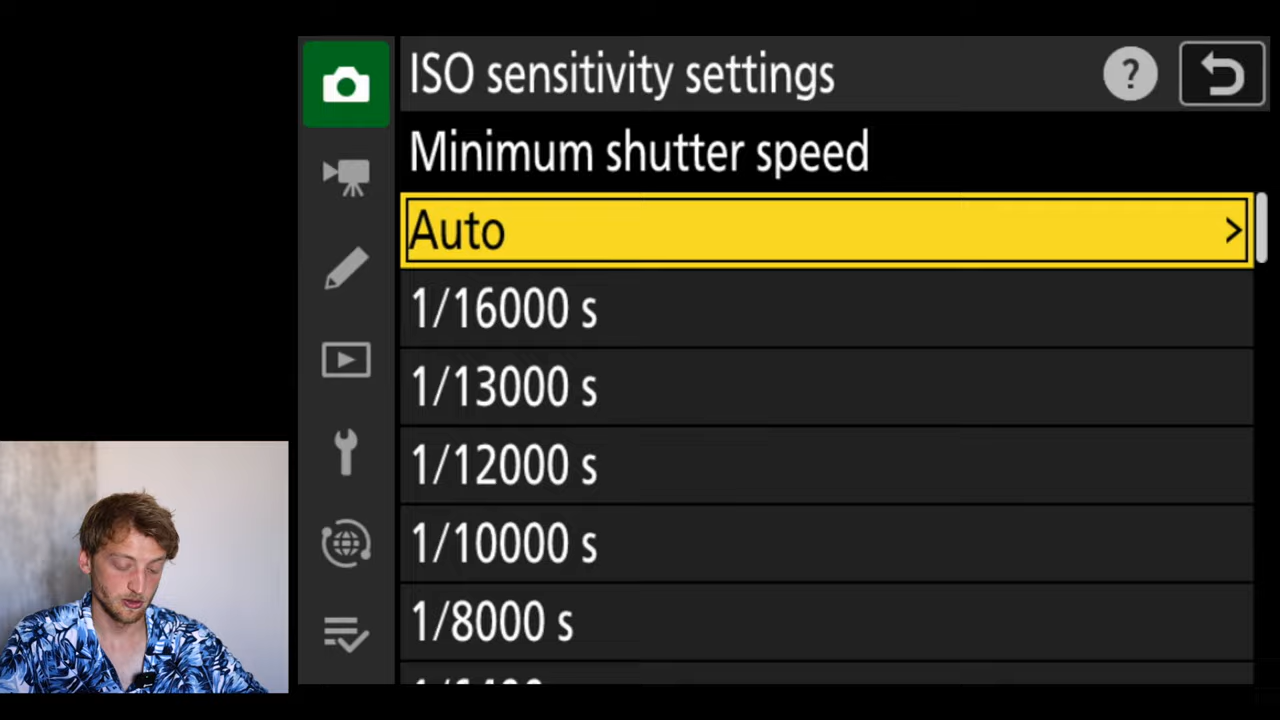 ISO sensitivity settings
?
Minimum shutter speed
Auto >
1/16000 s
1/13000 s
1/12000 s
1/10000 s
1/8000 s